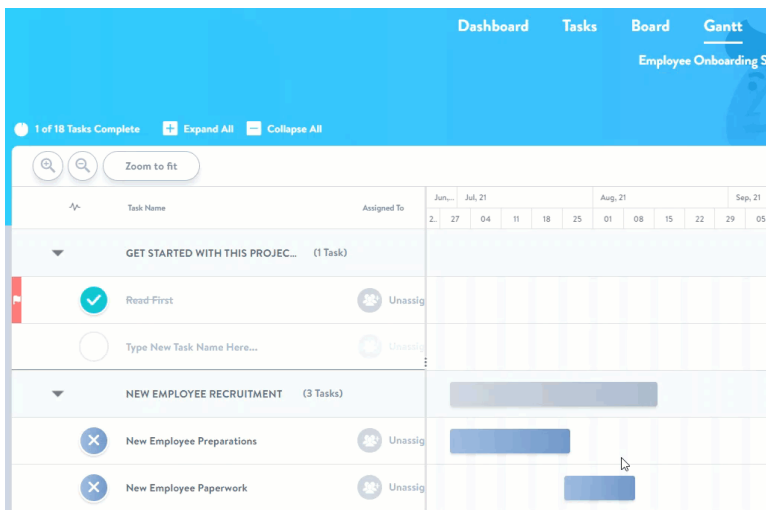 Dashboard Tasks Board Gantt
Employee Onboarding S
1 of 18 Tasks Complete Expand All Collapse All
Zoom to fit
Task Name Assigned To Jun,... Jul, 21 Aug, 21 Sep, 21
2.. 27 04 11 18 25 01 08 15 22 29 05
GET STARTED WITH THIS PROJEC... (1 Task)
Read First Unassig
Type New Task Name Here... Unassig
NEW EMPLOYEE RECRUITMENT (3 Tasks)
New Employee Preparations Unassig
New Employee Paperwork Unassig